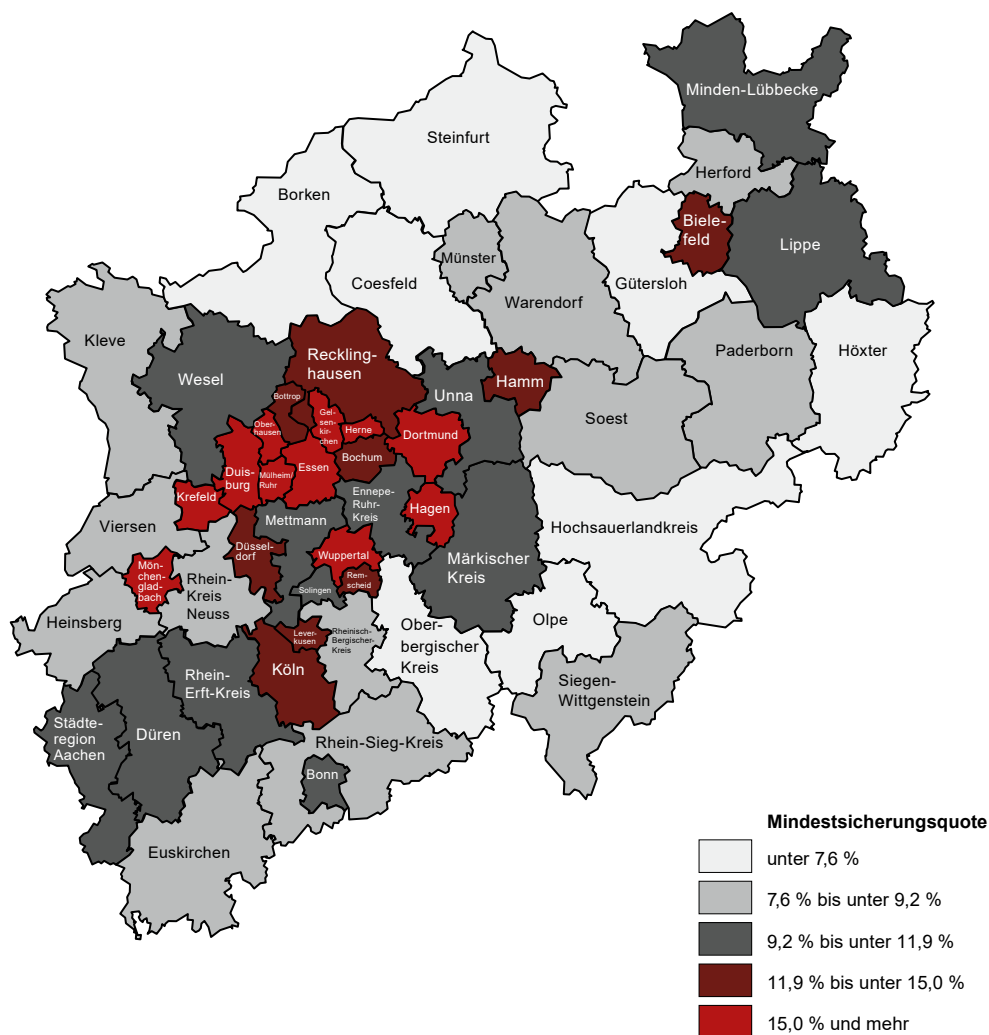 Minden-Lübbecke
Steinfurt
Herford
Borken
Biele-
feld
Lippe
Münster
Coesfeld
Gütersloh
Warendorf
Kleve
Paderborn
Höxter
Reckling-
hausen
Wesel
Hamm
Unna
Bottrop
Soest
Gel-
sen-
kir-
chen
Ober-
hausen
Herne
Dortmund
Bochum
Essen
Duis-
burg
Mülheim/
Ruhr
Krefeld
Ennepe-
Ruhr-
Kreis
Hagen
Viersen
Mettmann
Hochsauerlandkreis
Düssel-
dorf
Wuppertal
Märkischer
Kreis
Mön-
chen-
glad-
bach
Rhein-
Kreis
Neuss
Rem-
scheid
Solingen
Heinsberg
Olpe
Ober-
bergischer
Kreis
Lever-
kusen
Rheinisch-
Bergischer-
Kreis
Köln
Rhein-
Erft-Kreis
Siegen-
Wittgenstein
Städte-
region
Aachen
Düren
Rhein-Sieg-Kreis
Bonn
Euskirchen
Mindestsicherungsquote
unter 7,6 %
7,6 % bis unter 9,2 %
9,2 % bis unter 11,9 %
11,9 % bis unter 15,0 %
15,0 % und mehr